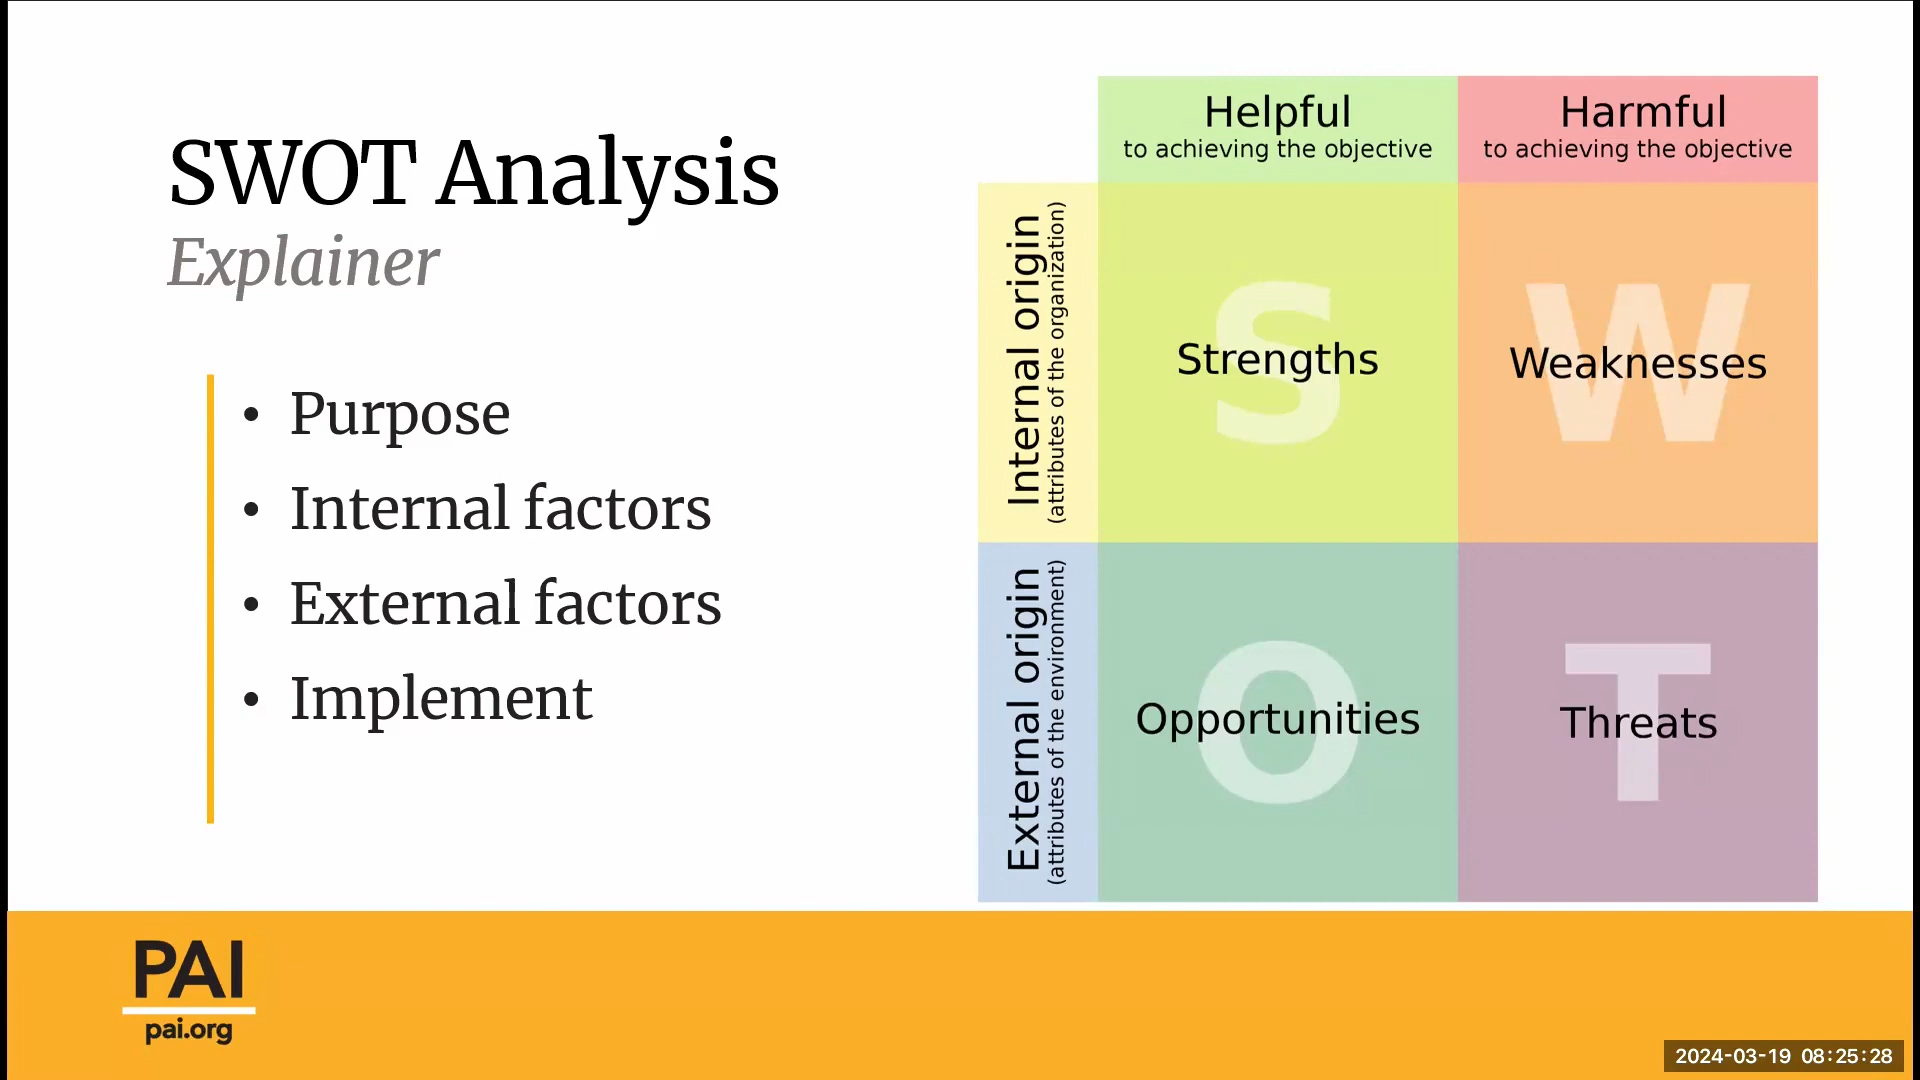 SWOT Analysis
Explainer
• Purpose
• Internal factors
• External factors
• Implement
Helpful
to achieving the objective
Harmful
to achieving the objective
Internal origin
(attributes of the organization)
S
Strengths
W
Weaknesses
External origin
(attributes of the environment)
O
Opportunities
T
Threats
PAI
pai.org
2024-03-19 08:25:28